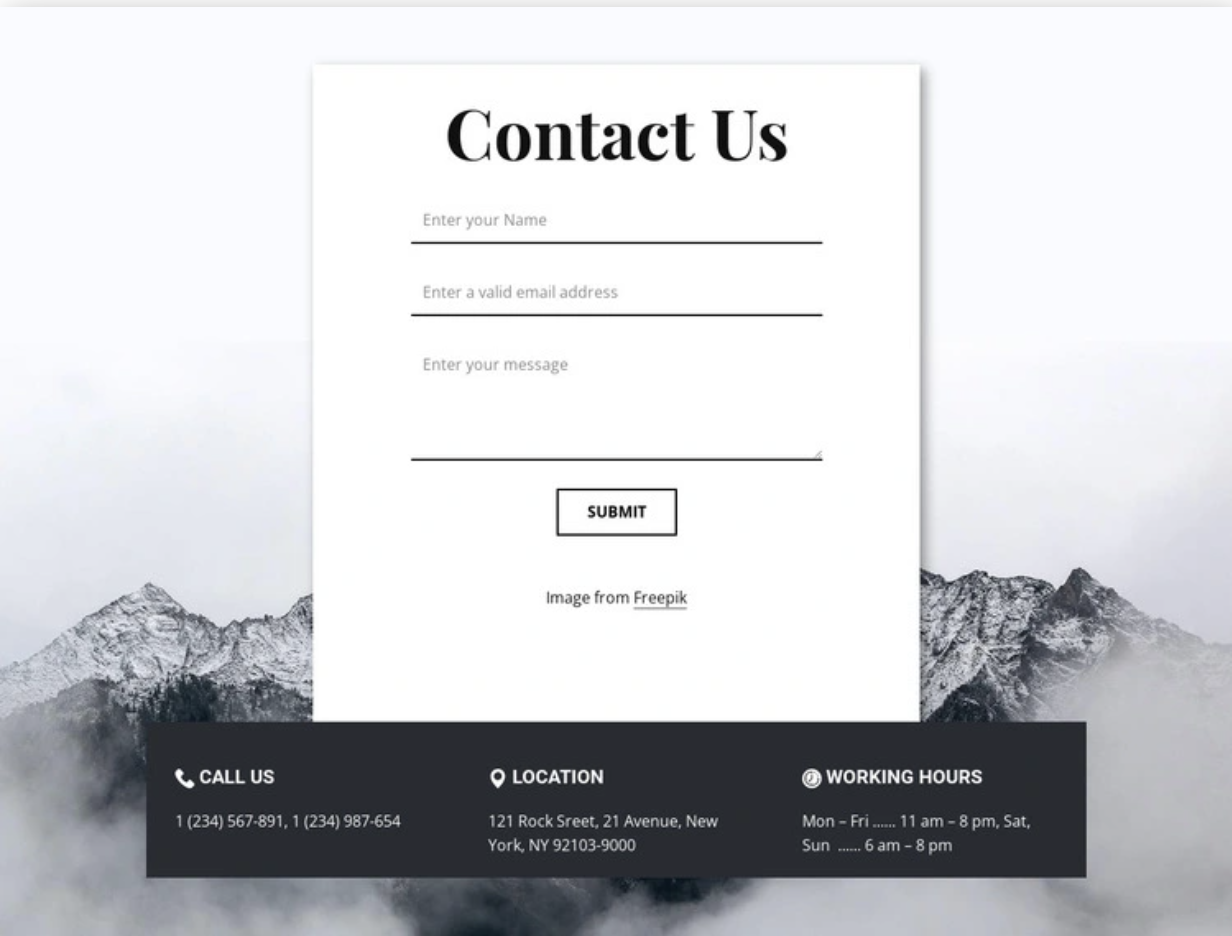 Contact Us
Enter your Name
Enter a valid email address
Enter your message
SUBMIT
Image from Freepik
CALL US
1 (234) 567-891, 1 (234) 987-654
LOCATION
121 Rock Sreet, 21 Avenue, New
York, NY 92103-9000
WORKING HOURS
Mon – Fri ...... 11 am – 8 pm, Sat,
Sun ...... 6 am – 8 pm